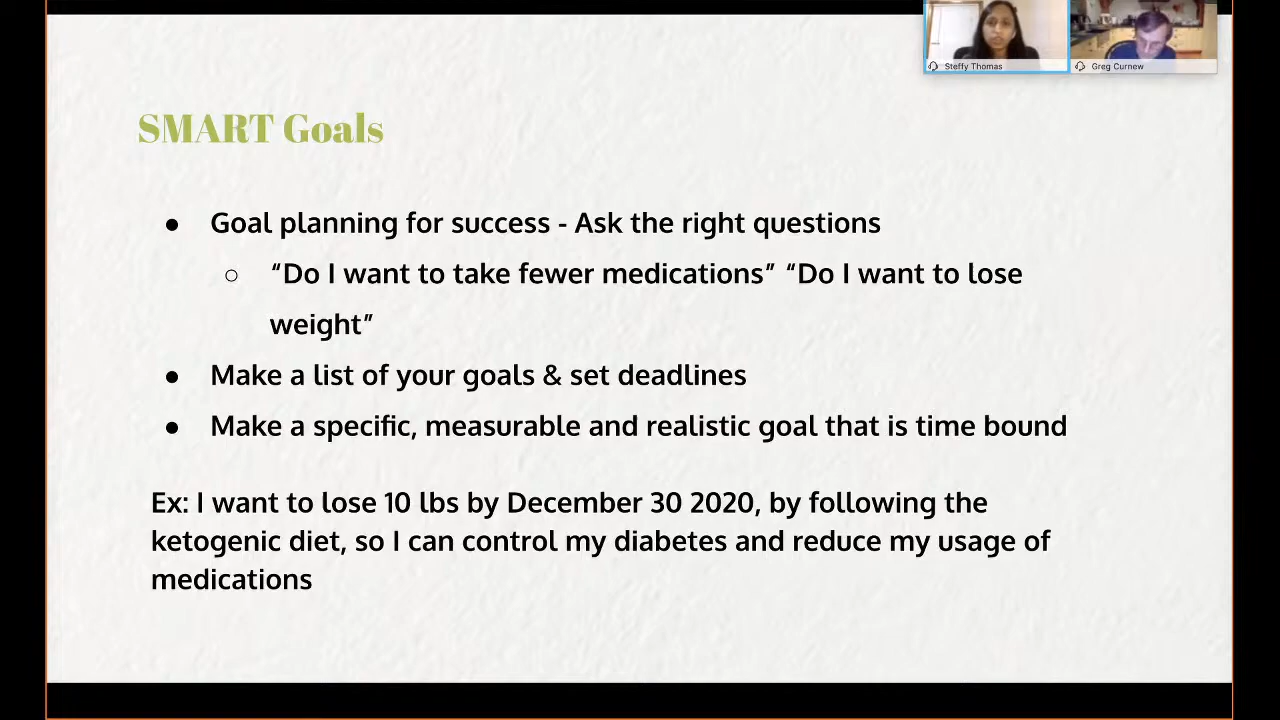 Steffy Thomas
Greg Curnew
SMART Goals
● Goal planning for success - Ask the right questions
○ “Do I want to take fewer medications” “Do I want to lose
weight”
● Make a list of your goals & set deadlines
● Make a specific, measurable and realistic goal that is time bound
Ex: I want to lose 10 lbs by December 30 2020, by following the
ketogenic diet, so I can control my diabetes and reduce my usage of
medications